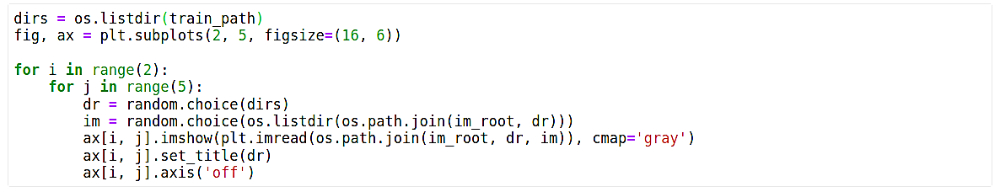 dirs = os.listdir(train_path)
fig, ax = plt.subplots(2, 5, figsize=(16, 6))

for i in range(2):
    for j in range(5):
        dr = random.choice(dirs)
        im = random.choice(os.listdir(os.path.join(im_root, dr)))
        ax[i, j].imshow(plt.imread(os.path.join(im_root, dr, im)), cmap='gray')
        ax[i, j].set_title(dr)
        ax[i, j].axis('off')